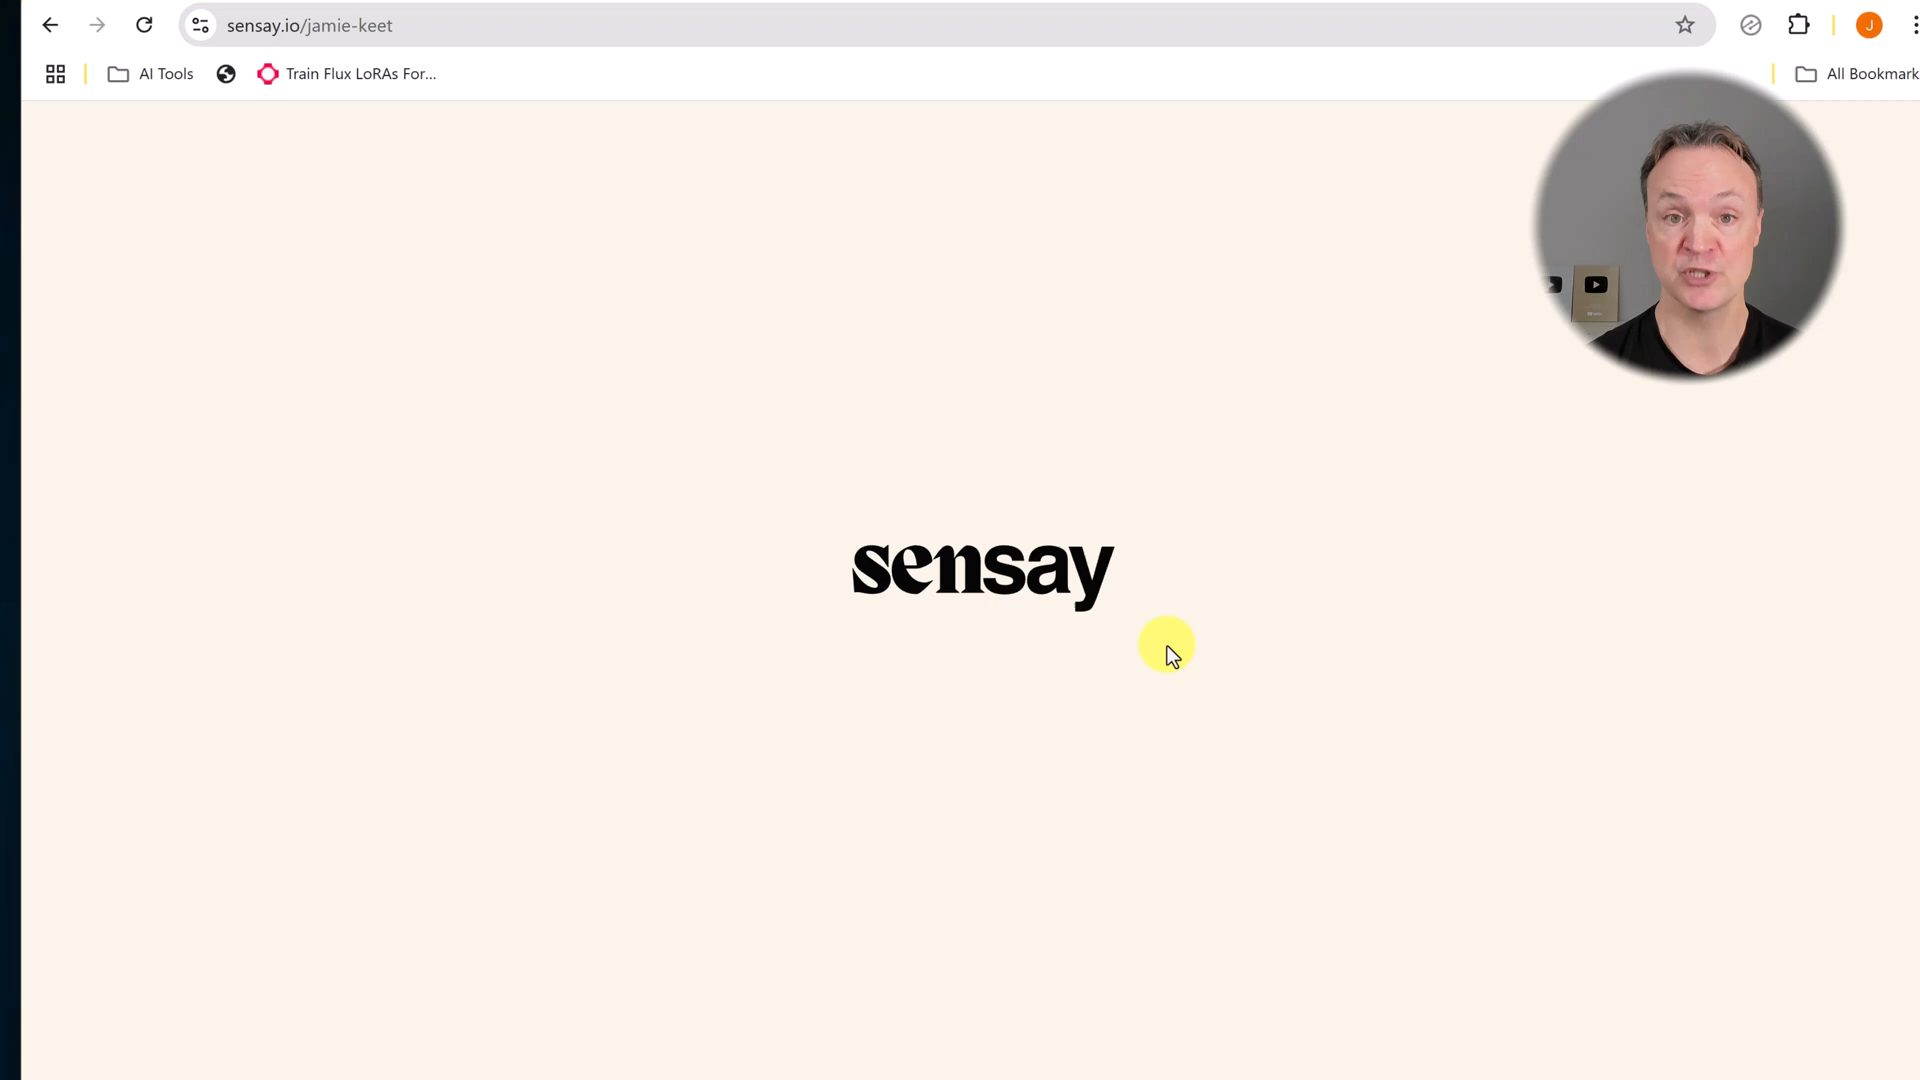 sensay.io/jamie-keet
J
AI Tools
Train Flux LoRAs For...
All Bookmark
sensay